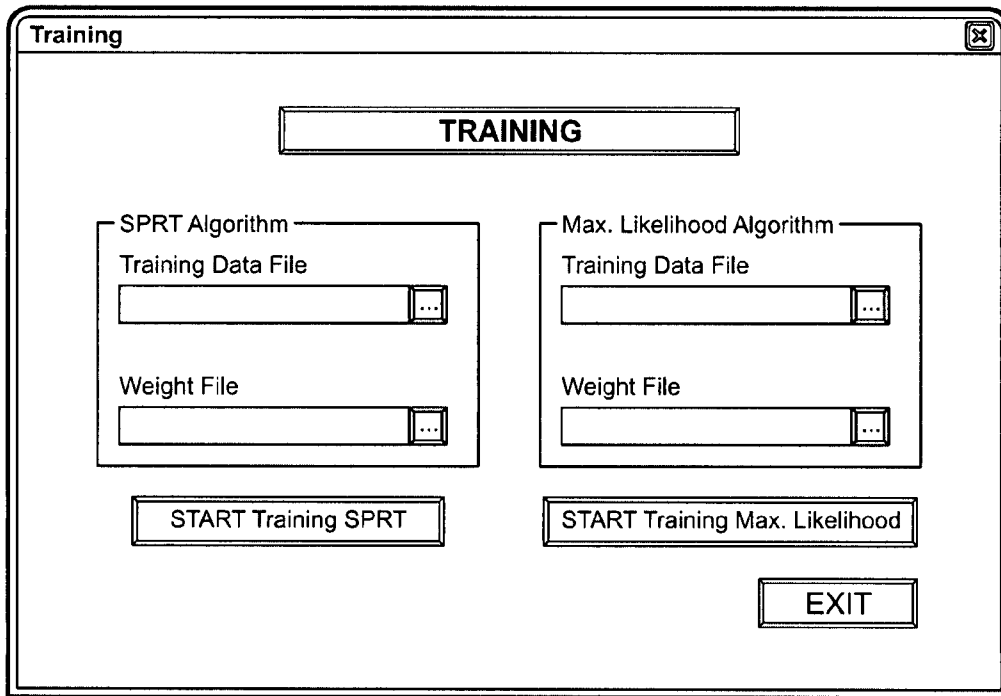 Training
TRAINING
SPRT Algorithm
Training Data File
...
Weight File
...
START Training SPRT
Max. Likelihood Algorithm
Training Data File
...
Weight File
...
START Training Max. Likelihood
EXIT